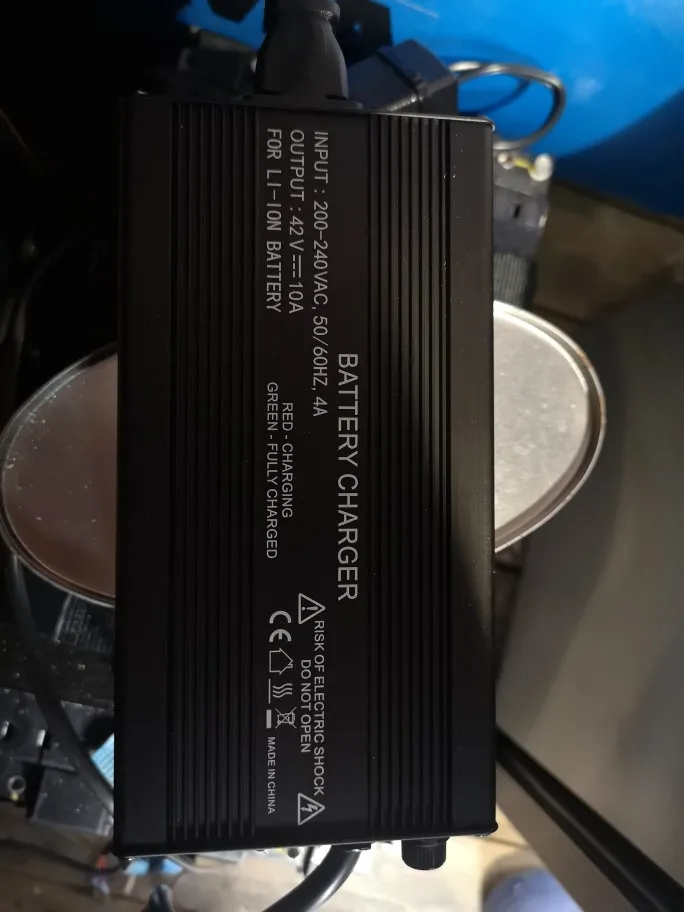 BATTERY CHARGER
INPUT : 200-240VAC, 50/60HZ, 4A
OUTPUT : 42V⎓10A
FOR LI-ION BATTERY
RED - CHARGING
GREEN - FULLY CHARGED
RISK OF ELECTRIC SHOCK
DO NOT OPEN
CE
MADE IN CHINA